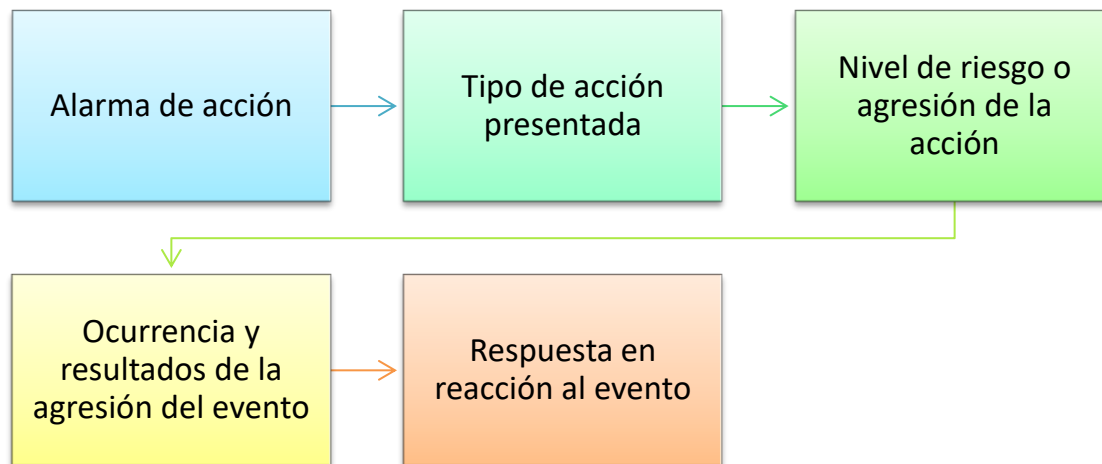 Alarma de acción
Tipo de acción
presentada
Nivel de riesgo o
agresión de la
acción
Ocurrencia y
resultados de la
agresión del evento
Respuesta en
reacción al evento